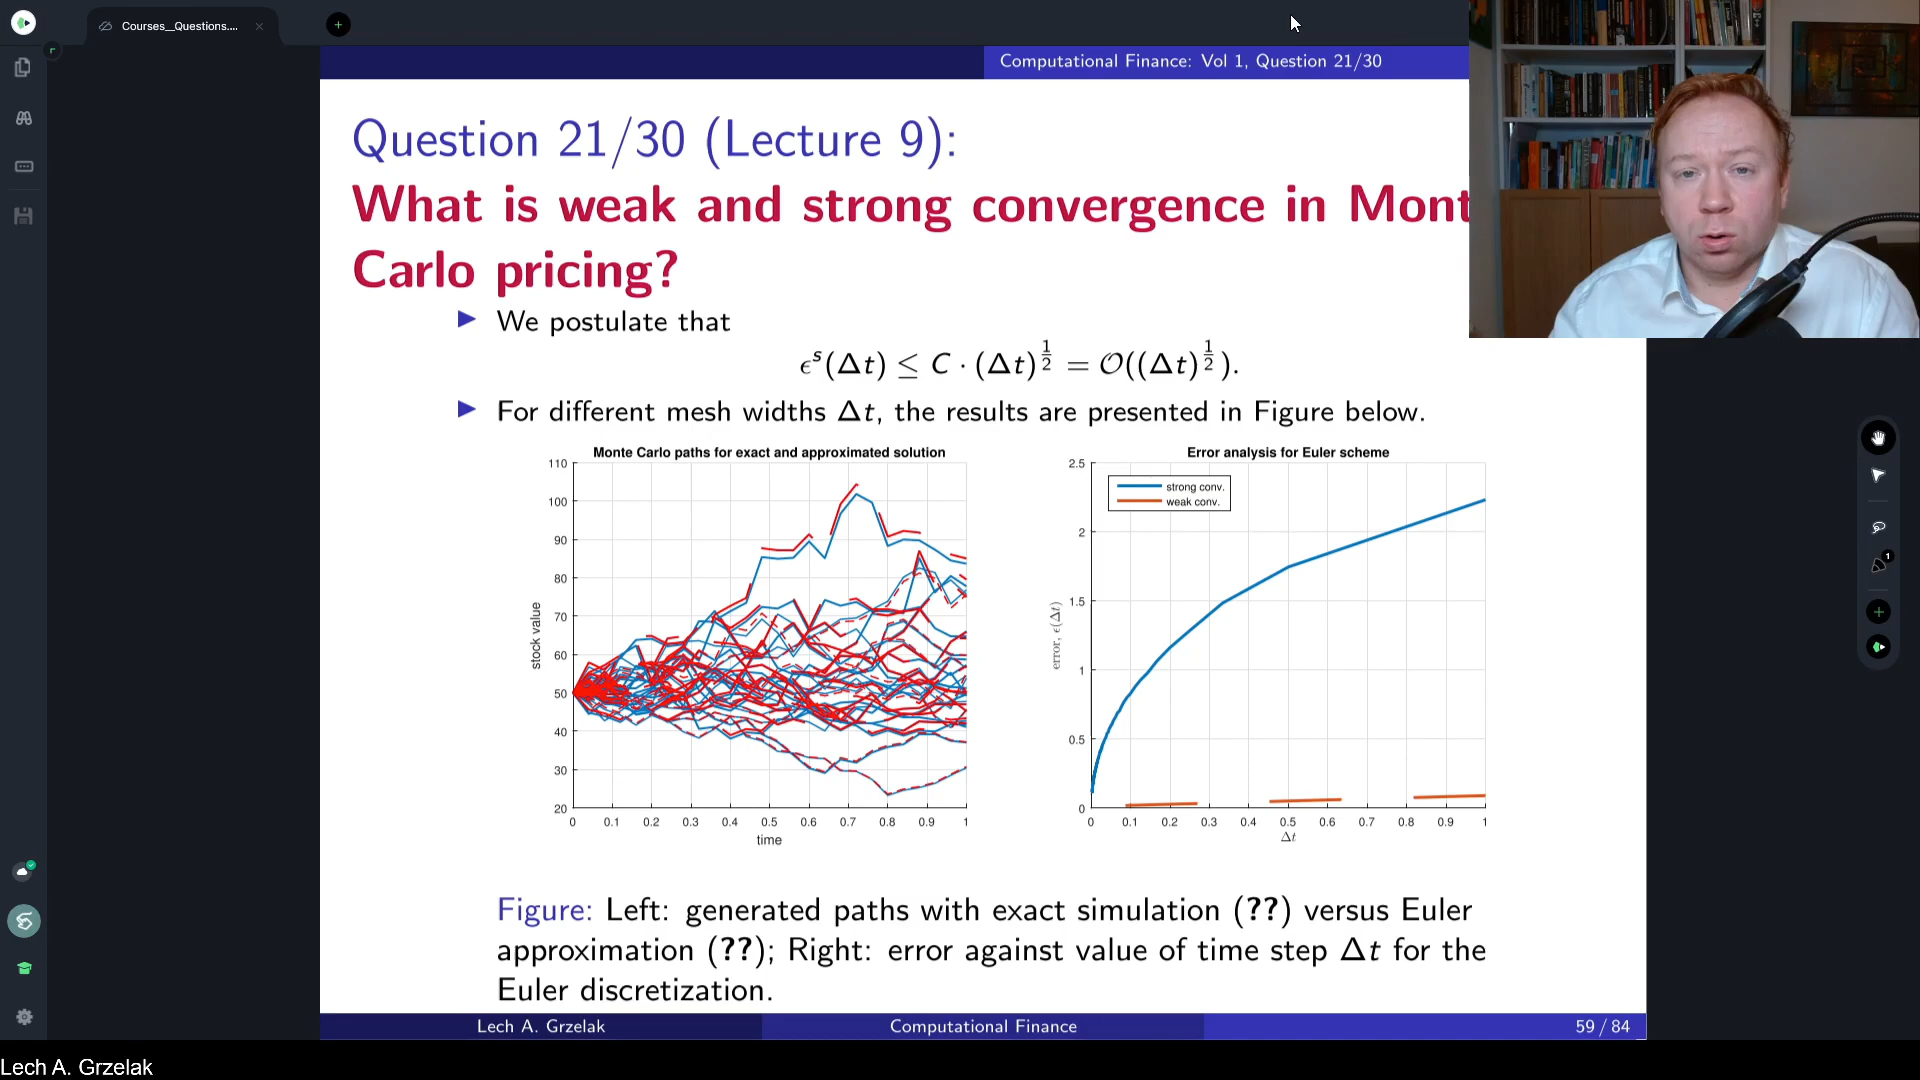 Courses__Questions....
Computational Finance: Vol 1, Question 21/30
Question 21/30 (Lecture 9):
What is weak and strong convergence in Mont
Carlo pricing?
We postulate that
ϵˢ(Δt) ≤ C · (Δt)^{1/2} = 𝒪((Δt)^{1/2}).
For different mesh widths Δt, the results are presented in Figure below.
Monte Carlo paths for exact and approximated solution
110
100
90
80
70
60
50
40
30
20
stock value
0 0.1 0.2 0.3 0.4 0.5 0.6 0.7 0.8 0.9 1
time
Error analysis for Euler scheme
strong conv.
weak conv.
2.5
2
1.5
1
0.5
0
error, ϵ(Δt)
0 0.1 0.2 0.3 0.4 0.5 0.6 0.7 0.8 0.9 1
Δt
Figure: Left: generated paths with exact simulation (??) versus Euler
approximation (??); Right: error against value of time step Δt for the
Euler discretization.
Lech A. Grzelak
Computational Finance
59 / 84
1
Lech A. Grzelak